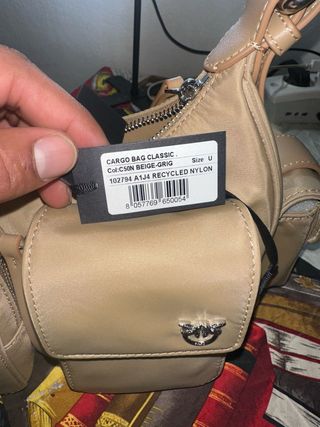 CARGO BAG CLASSIC .
Col:C50N BEIGE-GRIG Size U
102794 A1J4 RECYCLED NYLON
8 057769 650054